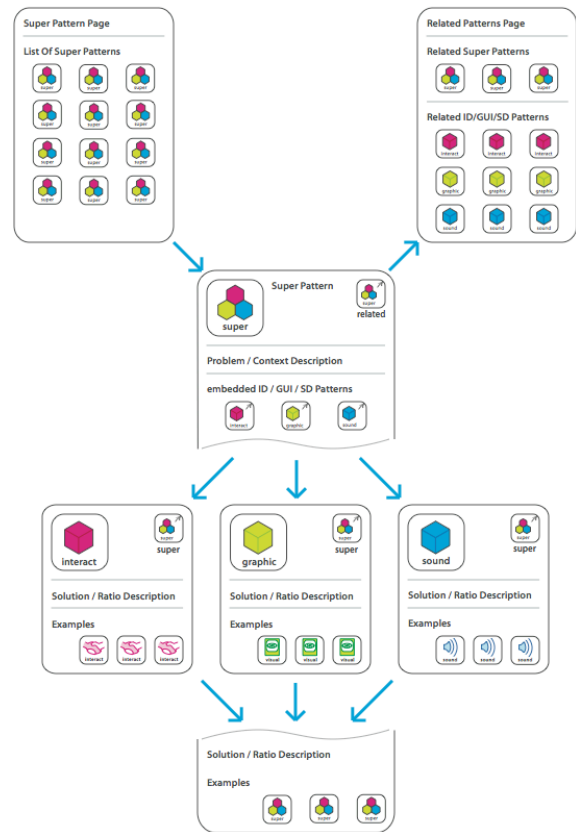 Super Pattern Page
List Of Super Patterns
super super super
super super super
super super super
super super super
Related Patterns Page
Related Super Patterns
super super super
Related ID/GUI/SD Patterns
interact interact interact
graphic graphic graphic
sound sound sound
Super Pattern
super
super
related
Problem / Context Description
embedded ID / GUI / SD Patterns
interact graphic sound
interact
super
super
Solution / Ratio Description
Examples
interact interact interact
graphic
super
super
Solution / Ratio Description
Examples
visual visual visual
sound
super
super
Solution / Ratio Description
Examples
sound sound sound
Solution / Ratio Description
Examples
super super super